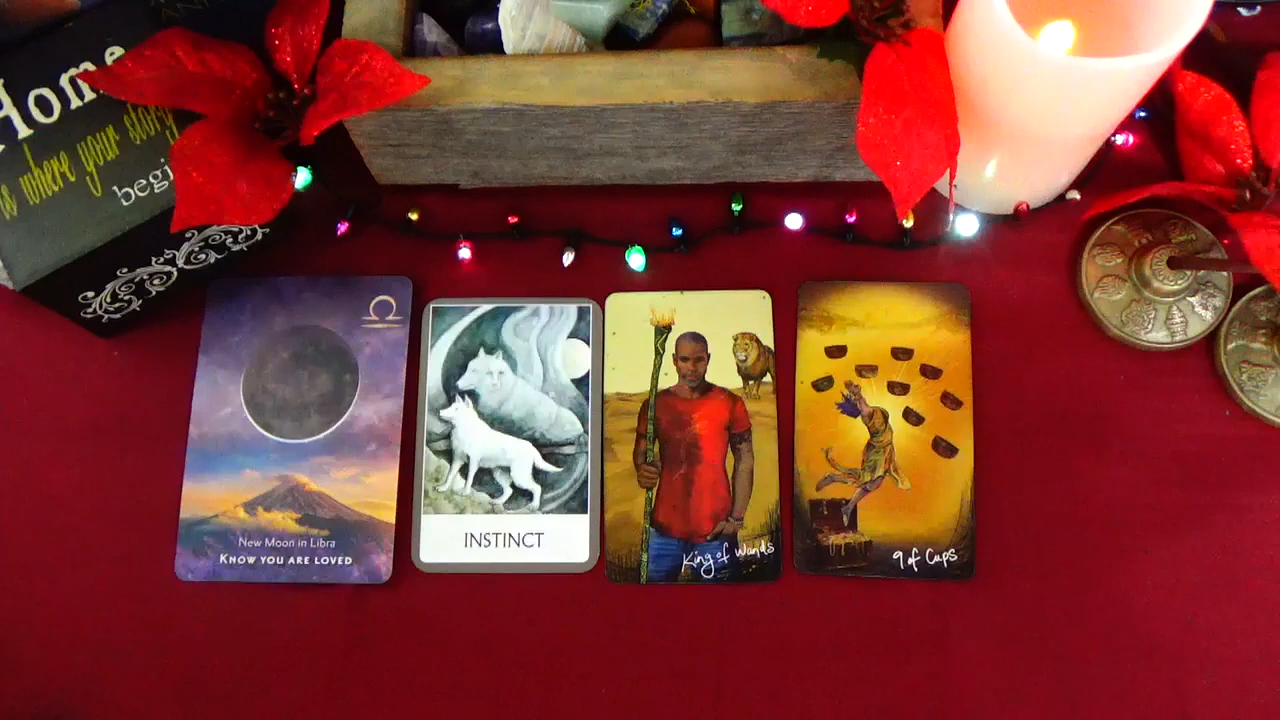 Home
is where your story
begi
New Moon in Libra
KNOW YOU ARE LOVED
INSTINCT
King of Wands
9 of Cups